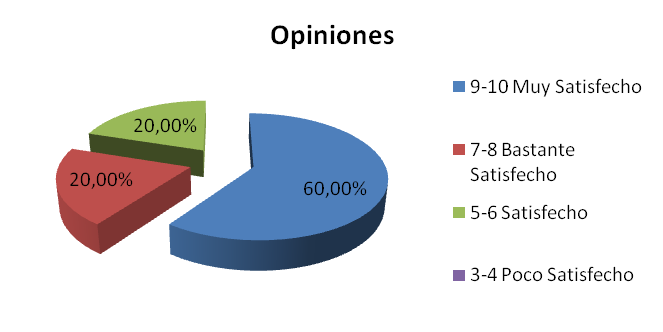 Opiniones
9-10 Muy Satisfecho
20,00%
7-8 Bastante
Satisfecho
20,00%
60,00%
5-6 Satisfecho
3-4 Poco Satisfecho